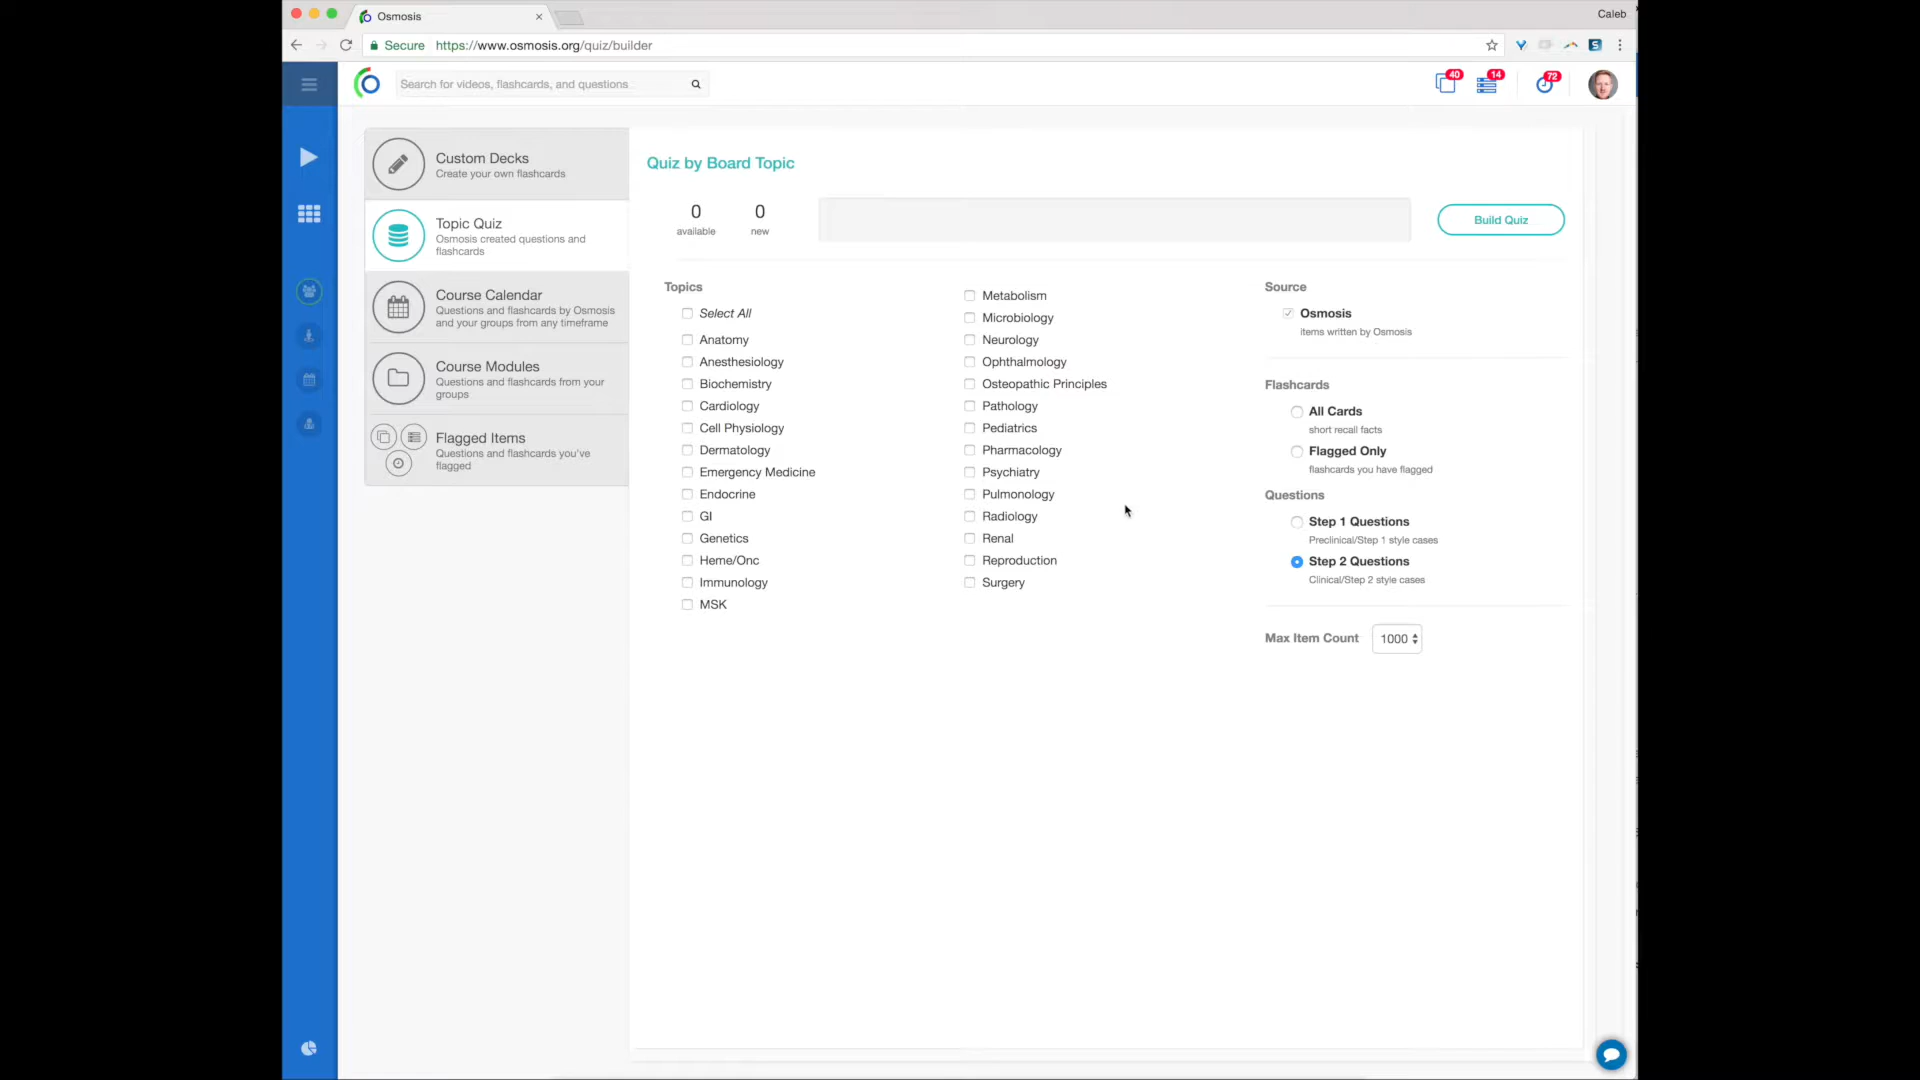 Osmosis
Caleb
Secure https://www.osmosis.org/quiz/builder
Search for videos, flashcards, and questions
40
14
72
Custom Decks
Create your own flashcards
Topic Quiz
Osmosis created questions and
flashcards
Course Calendar
Questions and flashcards by Osmosis
and your groups from any timeframe
Course Modules
Questions and flashcards from your
groups
Flagged Items
Questions and flashcards you've
flagged
Quiz by Board Topic
0
available
0
new
Build Quiz
Topics
Select All
Anatomy
Anesthesiology
Biochemistry
Cardiology
Cell Physiology
Dermatology
Emergency Medicine
Endocrine
GI
Genetics
Heme/Onc
Immunology
MSK
Metabolism
Microbiology
Neurology
Ophthalmology
Osteopathic Principles
Pathology
Pediatrics
Pharmacology
Psychiatry
Pulmonology
Radiology
Renal
Reproduction
Surgery
Source
Osmosis
items written by Osmosis
Flashcards
All Cards
short recall facts
Flagged Only
flashcards you have flagged
Questions
Step 1 Questions
Preclinical/Step 1 style cases
Step 2 Questions
Clinical/Step 2 style cases
Max Item Count 1000